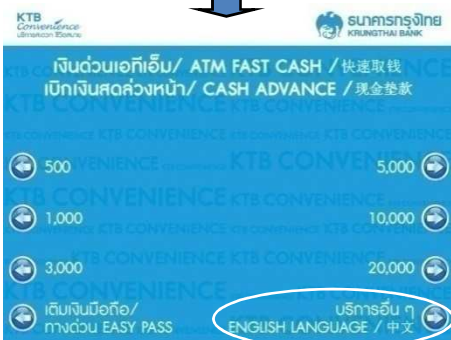 KTB
Convenience
ธนาคารกรุงไทย
KRUNGTHAI BANK
เงินด่วนเอทีเอ็ม/ ATM FAST CASH /快速取钱
เบิกเงินสดล่วงหน้า/ CASH ADVANCE /现金垫款
500
5,000
1,000
10,000
3,000
20,000
เติมเงินมือถือ/
ทางด่วน EASY PASS
บริการอื่น ๆ
ENGLISH LANGUAGE / 中文